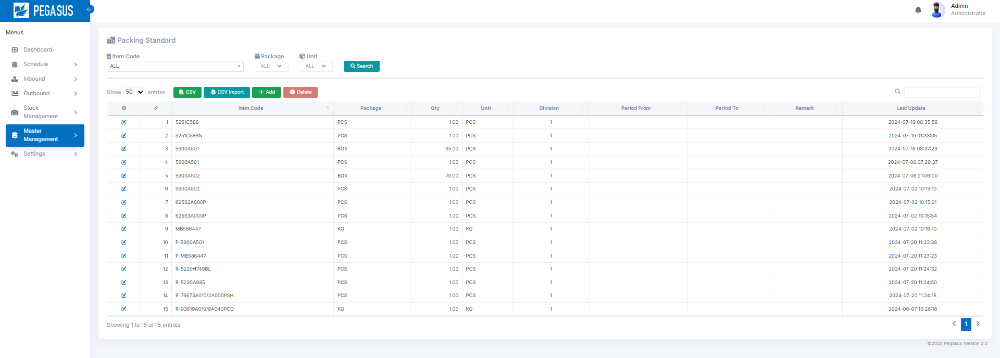 PEGASUS
Admin
Administrator
Menus
Dashboard
Schedule
Inbound
Outbound
Stock
Management
Master
Management
Settings
Packing Standard
Item Code Package Unit
ALL ALL ALL Search
Show 50 entries CSV CSV Import + Add Delete
Item Code Package Qty Unit Division Period From Period To Remark Last Update
1 5251C588 PCS 1.00 PCS 1 2024-07-19 08:35:58
2 5251C588N PCS 1.00 PCS 1 2024-07-19 01:33:05
3 5900A501 BOX 35.00 PCS 1 2024-07-19 08:37:29
4 5900A501 PCS 1.00 PCS 1 2024-07-06 07:29:37
5 5900A502 BOX 70.00 PCS 1 2024-07-06 21:06:00
6 5900A502 PCS 1.00 PCS 1 2024-07-02 10:15:10
7 625S2A000P PCS 1.00 PCS 1 2024-07-02 10:15:21
8 625S3A000P PCS 1.00 PCS 1 2024-07-02 10:15:54
9 MB586447 KG 1.00 KG 1 2024-07-02 10:16:10
10 P-5900A501 PCS 1.00 PCS 1 2024-07-20 11:23:38
11 P-MB586447 PCS 1.00 PCS 1 2024-07-20 11:23:23
12 R-5220H749BL PCS 1.00 PCS 1 2024-07-20 11:24:32
13 R-5230A885 PCS 1.00 PCS 1 2024-07-20 11:24:50
14 R-76673A010/2A000PSH PCS 1.00 PCS 1 2024-07-20 11:24:18
15 R-93619A010/8A040PCO KG 1.00 KG 1 2024-08-07 10:28:18
Showing 1 to 15 of 15 entries
1
©2024 Pegasus Version 2.0